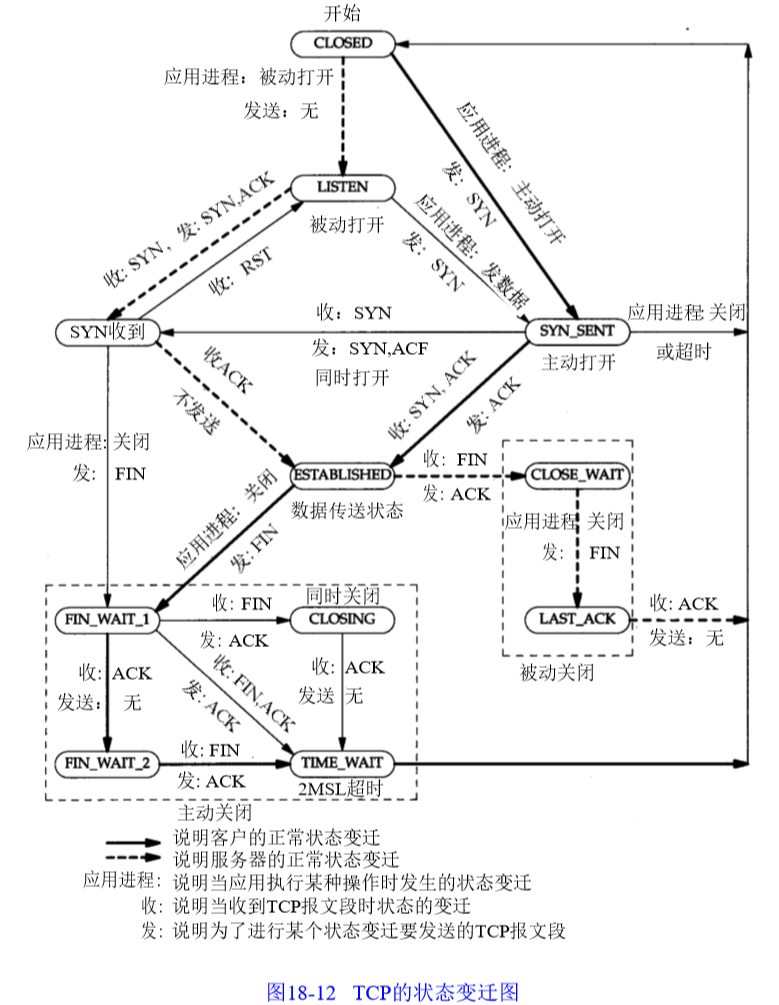 开始
CLOSED
应用进程：被动打开
发送：无
应用进程：主动打开
发：SYN
LISTEN
被动打开
收: SYN，发: SYN,ACK
收：RST
应用进程：发数据
发：SYN
SYN收到
收：SYN
发：SYN,ACF
同时打开
SYN_SENT
主动打开
应用进程: 关闭
或超时
收ACK
不发送
收: SYN, ACK
发: ACK
应用进程: 关闭
发: FIN
ESTABLISHED
数据传送状态
收: FIN
发: ACK
CLOSE_WAIT
应用进程: 关闭
发: FIN
应用进程：关闭
发: FIN
LAST_ACK
收: ACK
发送：无
被动关闭
FIN_WAIT_1
收: FIN
发: ACK
同时关闭
CLOSING
收: ACK
发送：无
收: FIN,ACK
发: ACK
收: ACK
发送 无
FIN_WAIT_2
收: FIN
发: ACK
TIME_WAIT
2MSL超时
主动关闭
说明客户的正常状态变迁
说明服务器的正常状态变迁
应用进程: 说明当应用执行某种操作时发生的状态变迁
收: 说明当收到TCP报文段时状态的变迁
发: 说明为了进行某个状态变迁要发送的TCP报文段
图18-12 TCP的状态变迁图